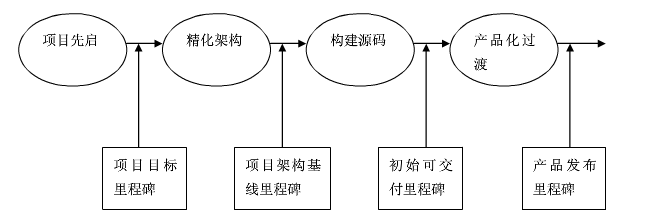 项目先启
精化架构
构建源码
产品化过
渡
项目目标
里程碑
项目架构基
线里程碑
初始可交
付里程碑
产品发布
里程碑